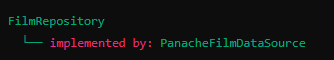 FilmRepository
└── implemented by: PanacheFilmDataSource